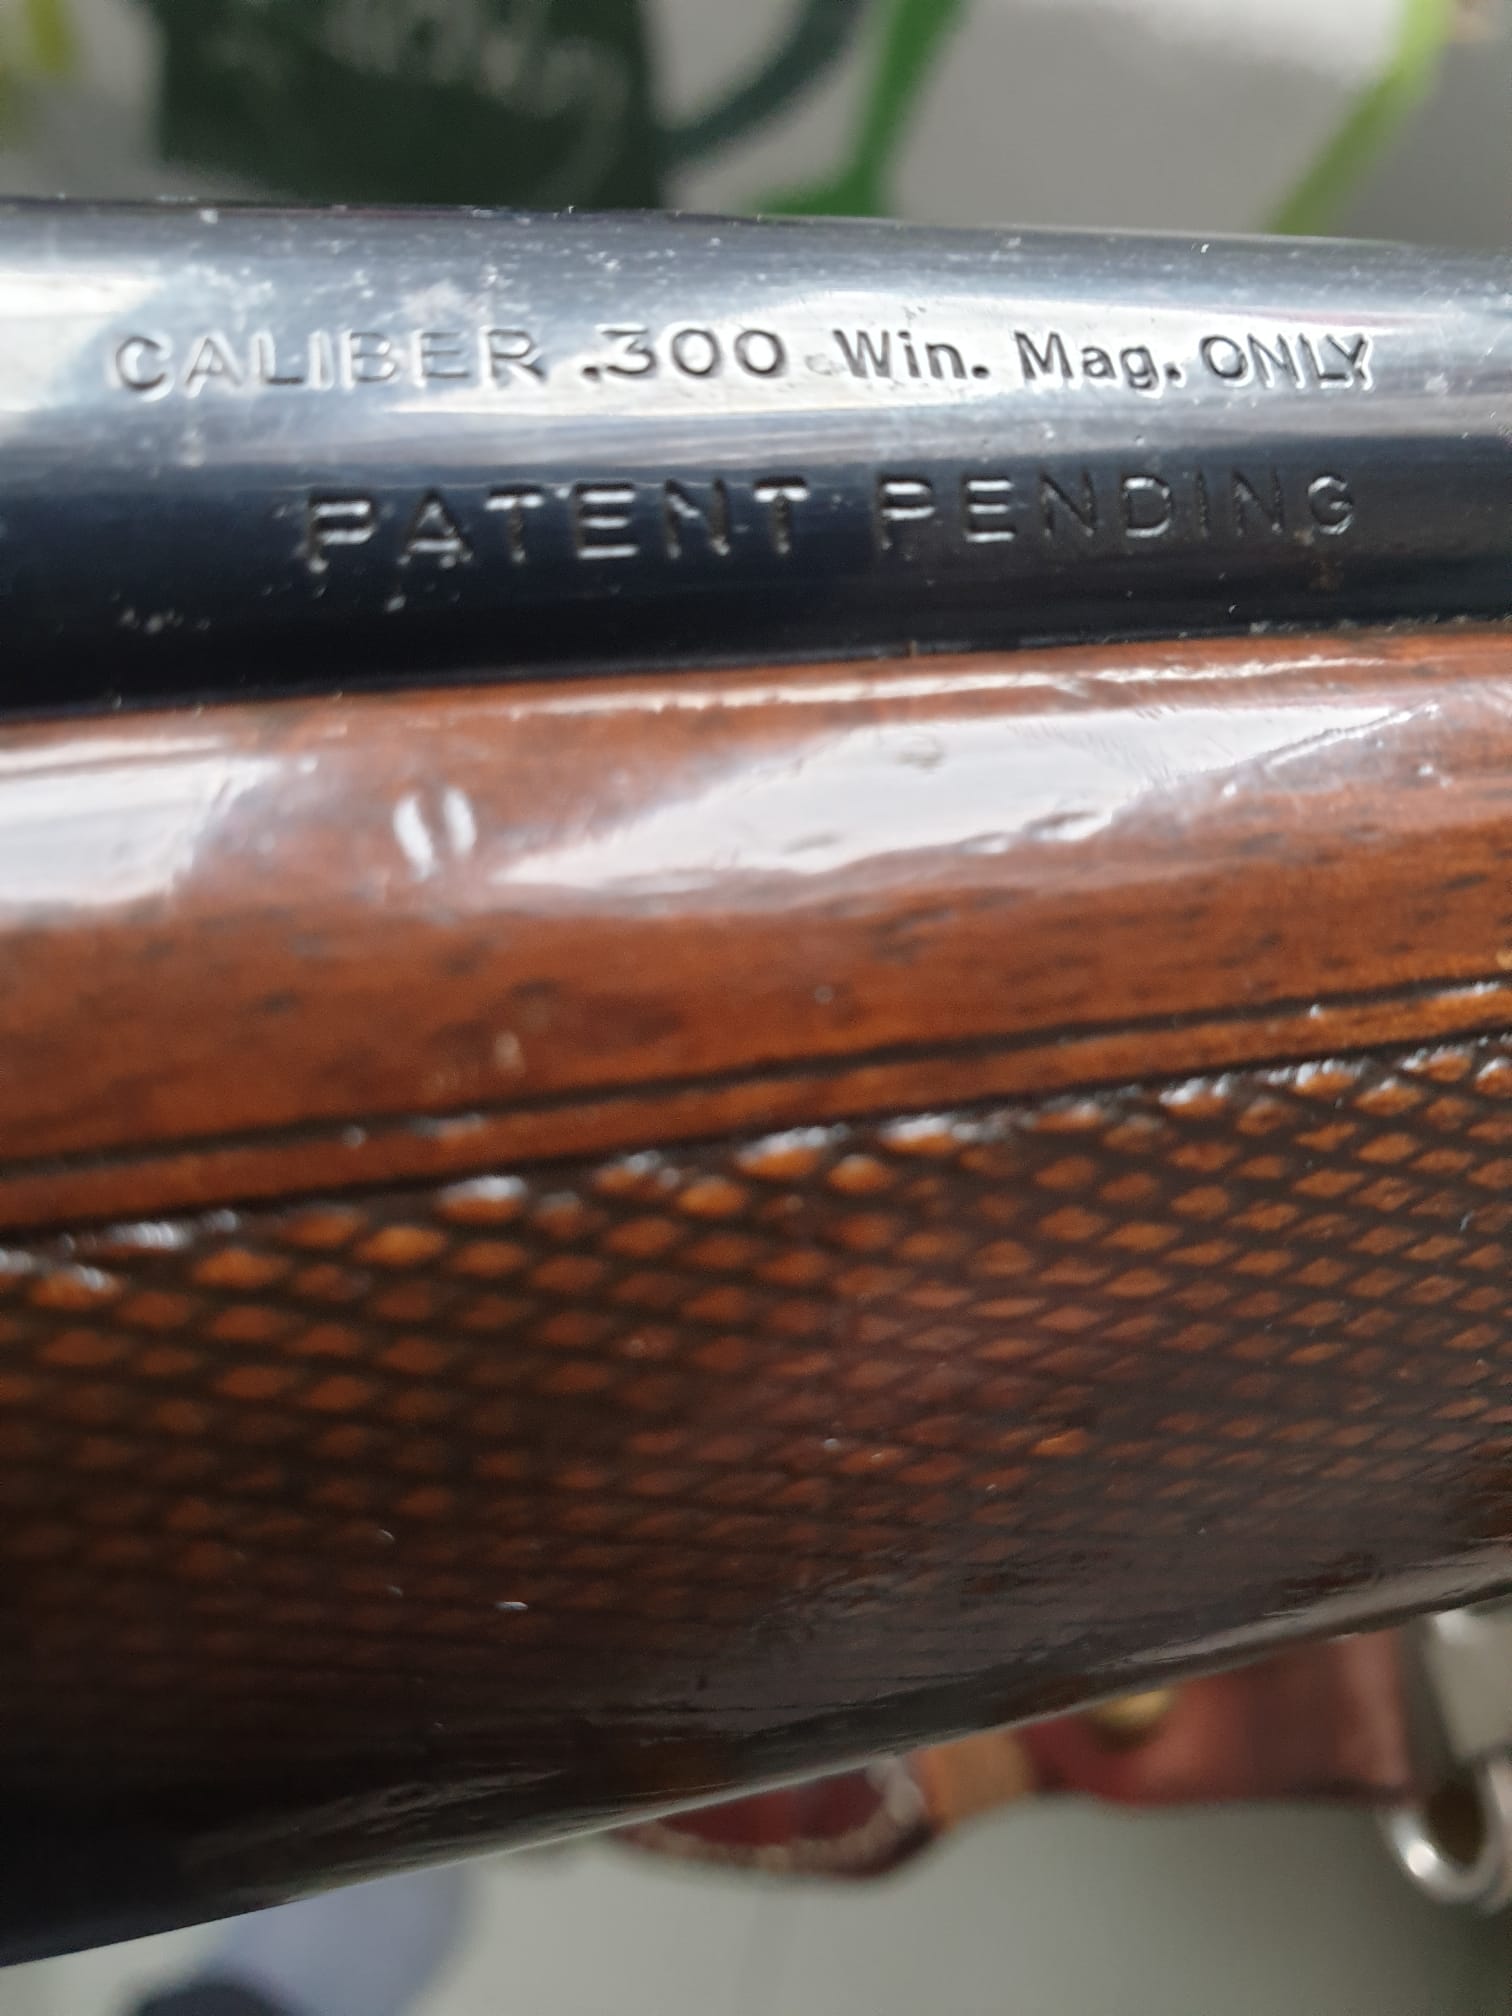 CALIBER .300 Win. Mag. ONLY
PATENT PENDING